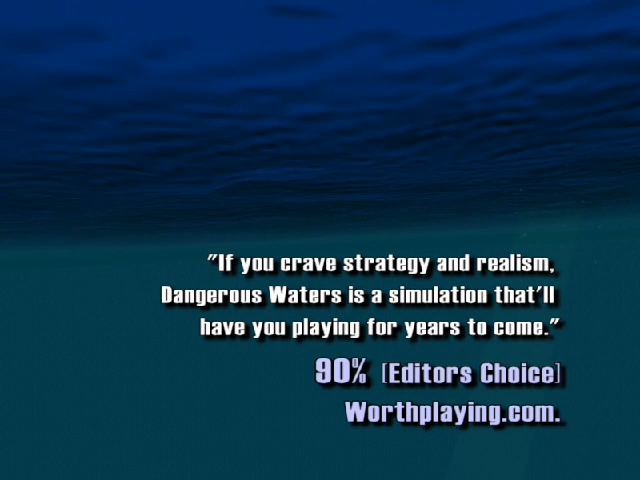 "If you crave strategy and realism,
Dangerous Waters is a simulation that'll
have you playing for years to come."
90% [Editors Choice]
Worthplaying.com.